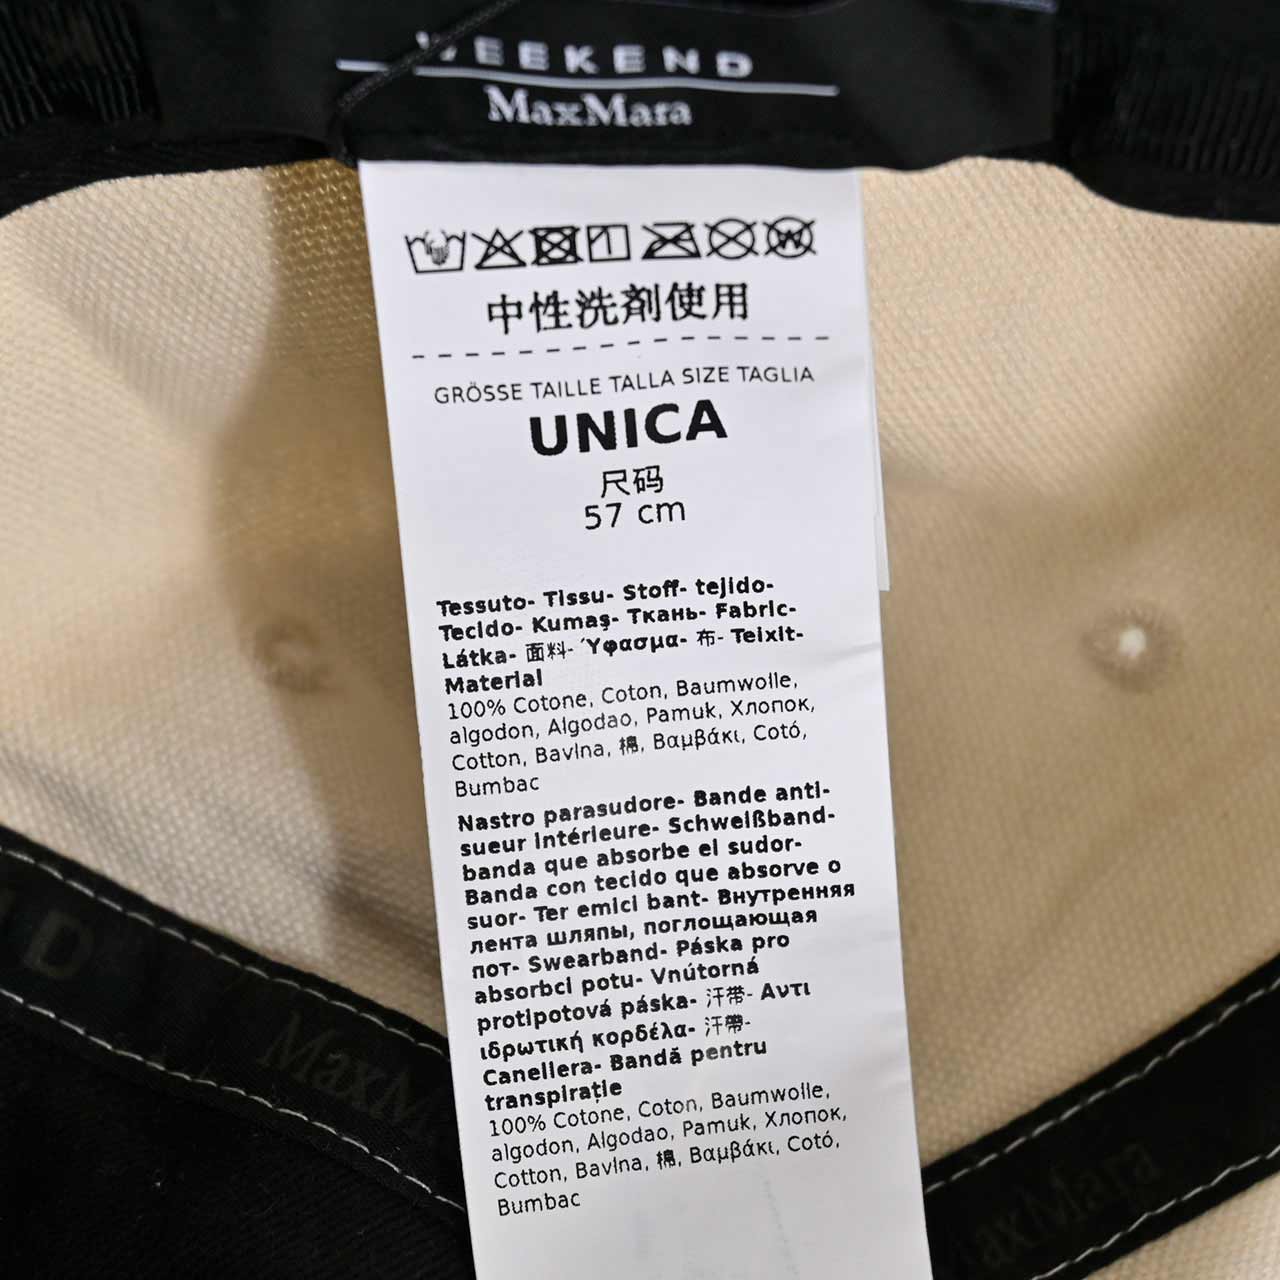 WEEKEND
MaxMara
中性洗剤使用
GRÖSSE TAILLE TALLA SIZE TAGLIA
UNICA
尺码
57 cm
Tessuto- Tissu- Stoff- tejido-
Tecido- Kumaş- Ткань- Fabric-
Látka- 面料- Ύφασμα- 布- Teixit-
Material
100% Cotone, Coton, Baumwolle,
algodon, Algodao, Pamuk, Хлопок,
Cotton, Bavlna, 棉, Βαμβάκι, Cotó,
Bumbac
Nastro parasudore- Bande anti-
sueur intérieure- Schweißband-
banda que absorbe el sudor-
Banda con tecido que absorve o
suor- Ter emici bant- Внутренняя
лента шляпы, поглощающая
пот- Swearband- Páska pro
absorbci potu- Vnútorná
protipotová páska- 汗带- Αντι
ιδρωτική κορδέλα- 汗帶-
Canellera- Bandă pentru
transpirație
100% Cotone, Coton, Baumwolle,
algodon, Algodao, Pamuk, Хлопок,
Cotton, Bavlna, 棉, Βαμβάκι, Cotó,
Bumbac
D
MaxMa
MaxMara